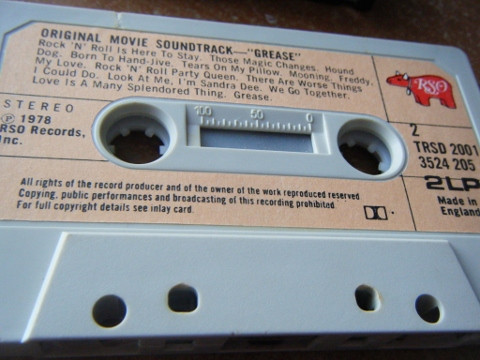 ORIGINAL MOVIE SOUNDTRACK—"GREASE"
Rock 'N' Roll Is Here To Stay. Those Magic Changes. Hound
Dog. Born To Hand-Jive. Tears On My Pillow. Mooning. Freddy,
My Love. Rock 'N' Roll Party Queen. There Are Worse Things
I Could Do. Look At Me, I'm Sandra Dee. We Go Together.
Love Is A Many Splendored Thing. Grease.
RSO
STEREO
℗ 1978
RSO Records,
Inc.
100 50 0
2
TRSD 2001
3524 205
2LP
Made in
England
All rights of the record producer and of the owner of the work reproduced reserved
Copying, public performances and broadcasting of this recording prohibited
For full copyright details see inlay card.